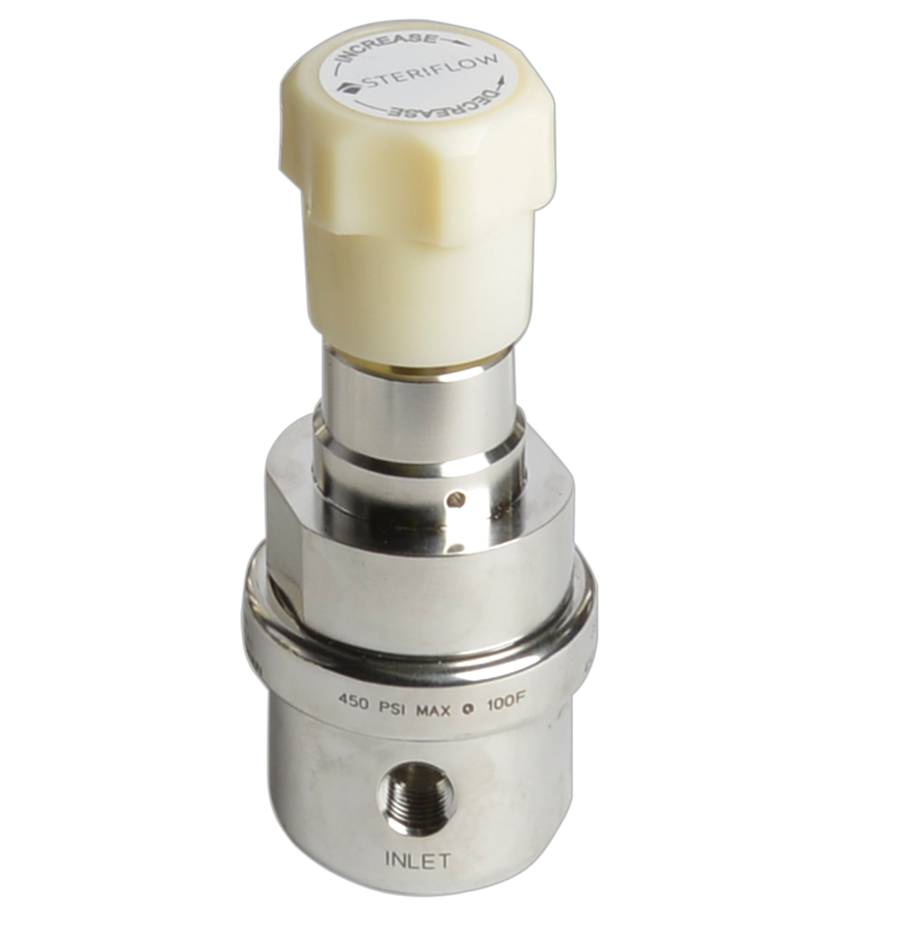 INCREASE
STERIFLOW
DECREASE
450 PSI MAX @ 100F
INLET